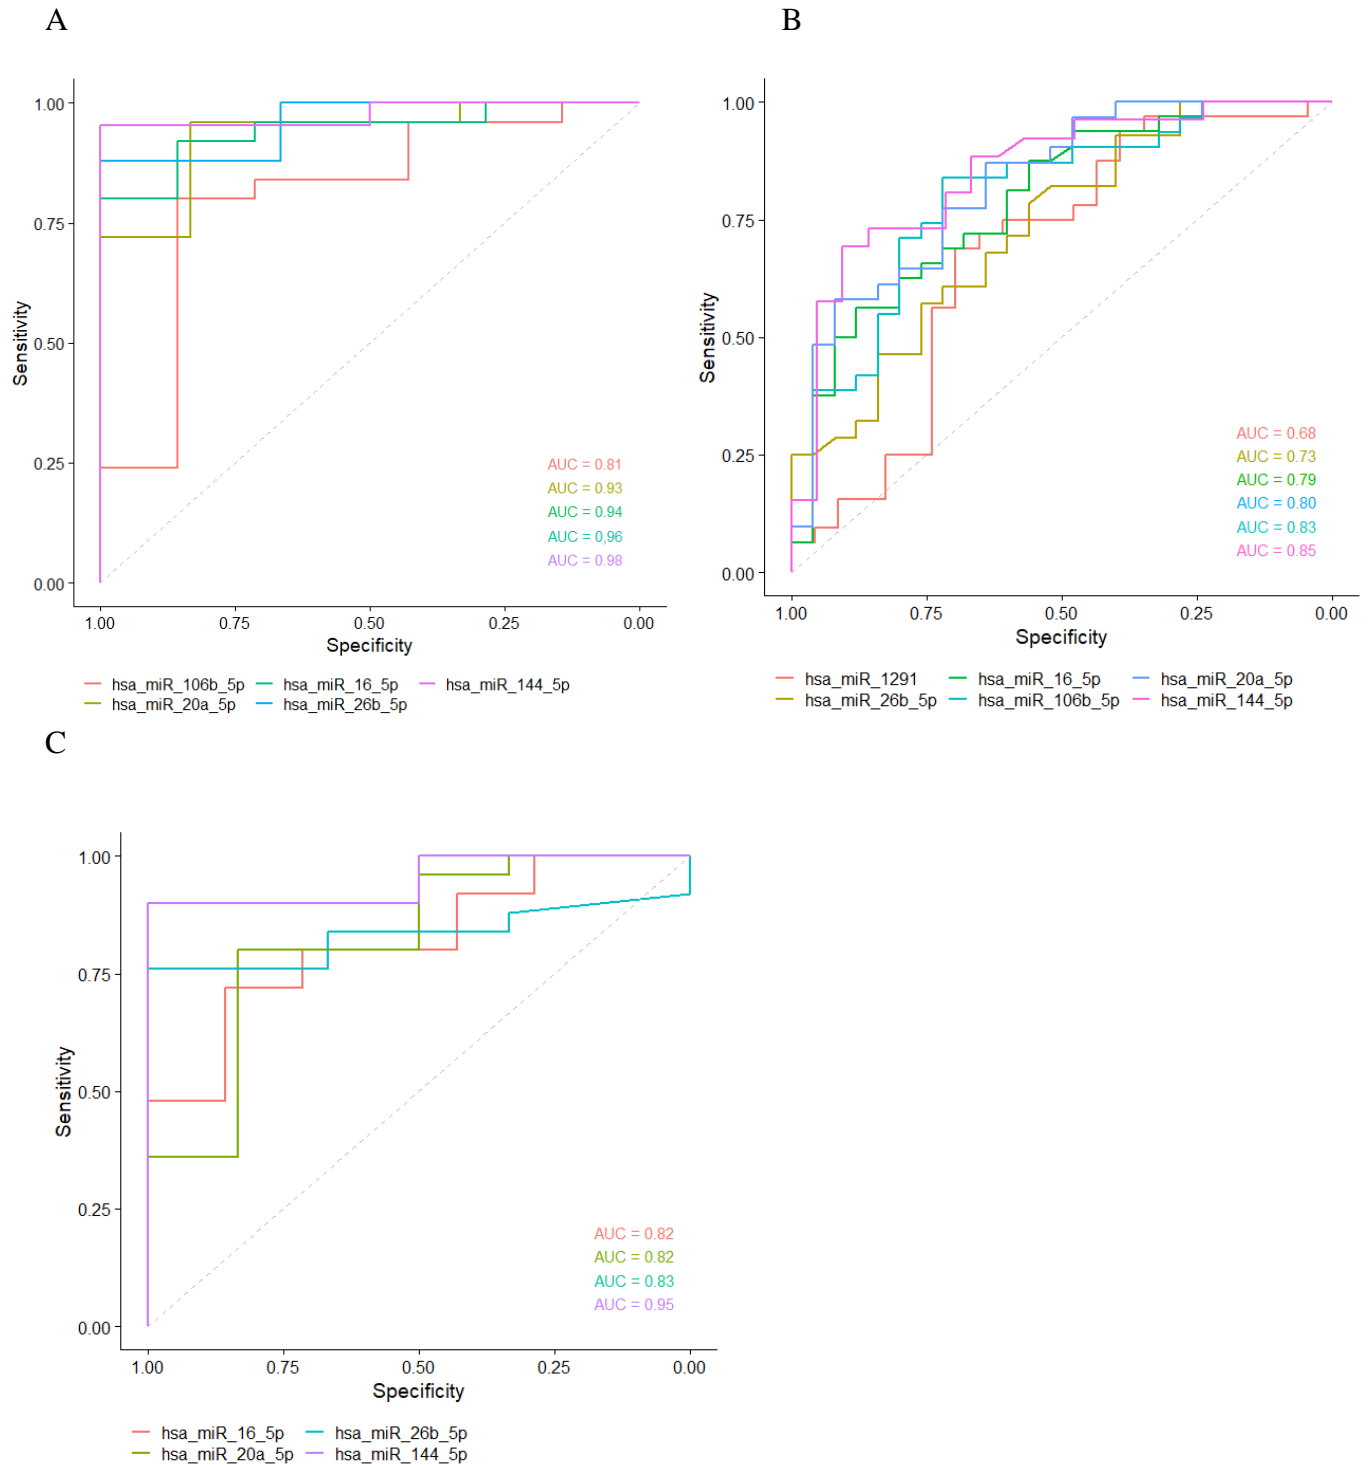 A
1.00
0.75
0.50
0.25
0.00
Sensitivity
AUC = 0.81
AUC = 0.93
AUC = 0.94
AUC = 0,96
AUC = 0.98
1.00 0.75 0.50 0.25 0.00
Specificity
hsa_miR_106b_5p hsa_miR_16_5p hsa_miR_144_5p
hsa_miR_20a_5p hsa_miR_26b_5p
B
1.00
0.75
0.50
0.25
0.00
Sensitivity
AUC = 0.68
AUC = 0.73
AUC = 0.79
AUC = 0.80
AUC = 0.83
AUC = 0.85
1.00 0.75 0.50 0.25 0.00
Specificity
hsa_miR_1291 hsa_miR_16_5p hsa_miR_20a_5p
hsa_miR_26b_5p hsa_miR_106b_5p hsa_miR_144_5p
C
1.00
0.75
0.50
0.25
0.00
Sensitivity
AUC = 0.82
AUC = 0.82
AUC = 0.83
AUC = 0.95
1.00 0.75 0.50 0.25 0.00
Specificity
hsa_miR_16_5p hsa_miR_26b_5p
hsa_miR_20a_5p hsa_miR_144_5p